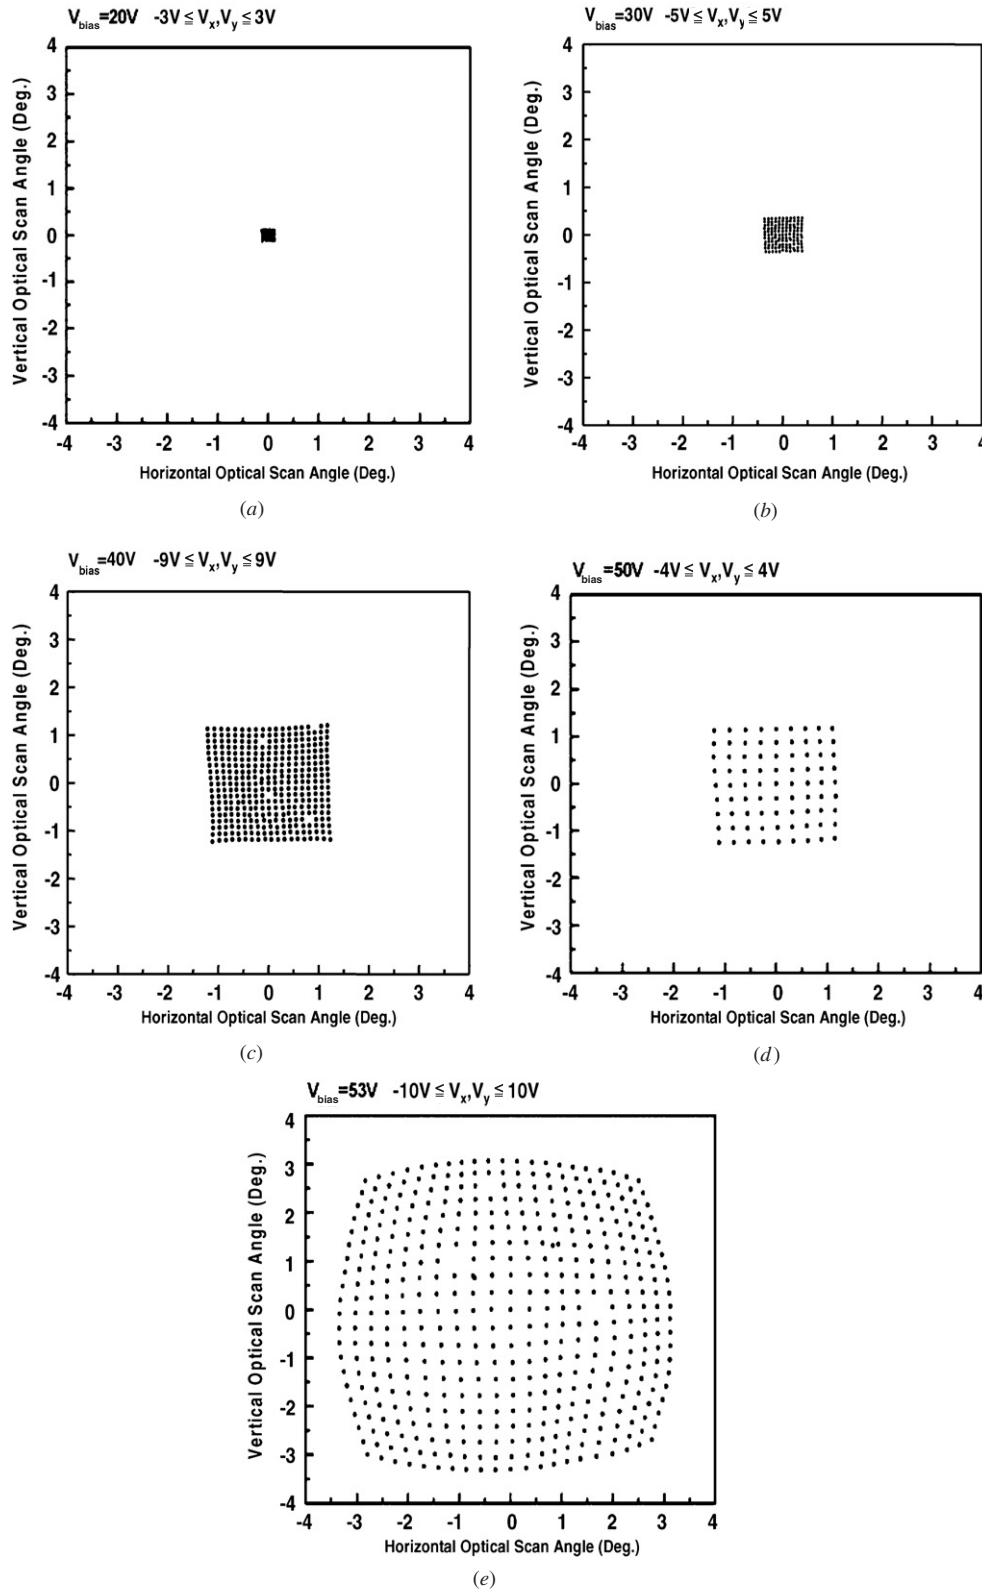 V_bias=20V -3V ≦ V_x,V_y ≦ 3V
Vertical Optical Scan Angle (Deg.)
4
3
2
1
0
-1
-2
-3
-4
-4 -3 -2 -1 0 1 2 3 4
Horizontal Optical Scan Angle (Deg.)
(a)
V_bias=30V -5V ≦ V_x,V_y ≦ 5V
Vertical Optical Scan Angle (Deg.)
4
3
2
1
0
-1
-2
-3
-4
-4 -3 -2 -1 0 1 2 3 4
Horizontal Optical Scan Angle (Deg.)
(b)
V_bias=40V -9V ≦ V_x,V_y ≦ 9V
Vertical Optical Scan Angle (Deg.)
4
3
2
1
0
-1
-2
-3
-4
-4 -3 -2 -1 0 1 2 3 4
Horizontal Optical Scan Angle (Deg.)
(c)
V_bias=50V -4V ≦ V_x,V_y ≦ 4V
Vertical Optical Scan Angle (Deg.)
4
3
2
1
0
-1
-2
-3
-4
-4 -3 -2 -1 0 1 2 3 4
Horizontal Optical Scan Angle (Deg.)
(d)
V_bias=53V -10V ≦ V_x,V_y ≦ 10V
Vertical Optical Scan Angle (Deg.)
4
3
2
1
0
-1
-2
-3
-4
-4 -3 -2 -1 0 1 2 3 4
Horizontal Optical Scan Angle (Deg.)
(e)